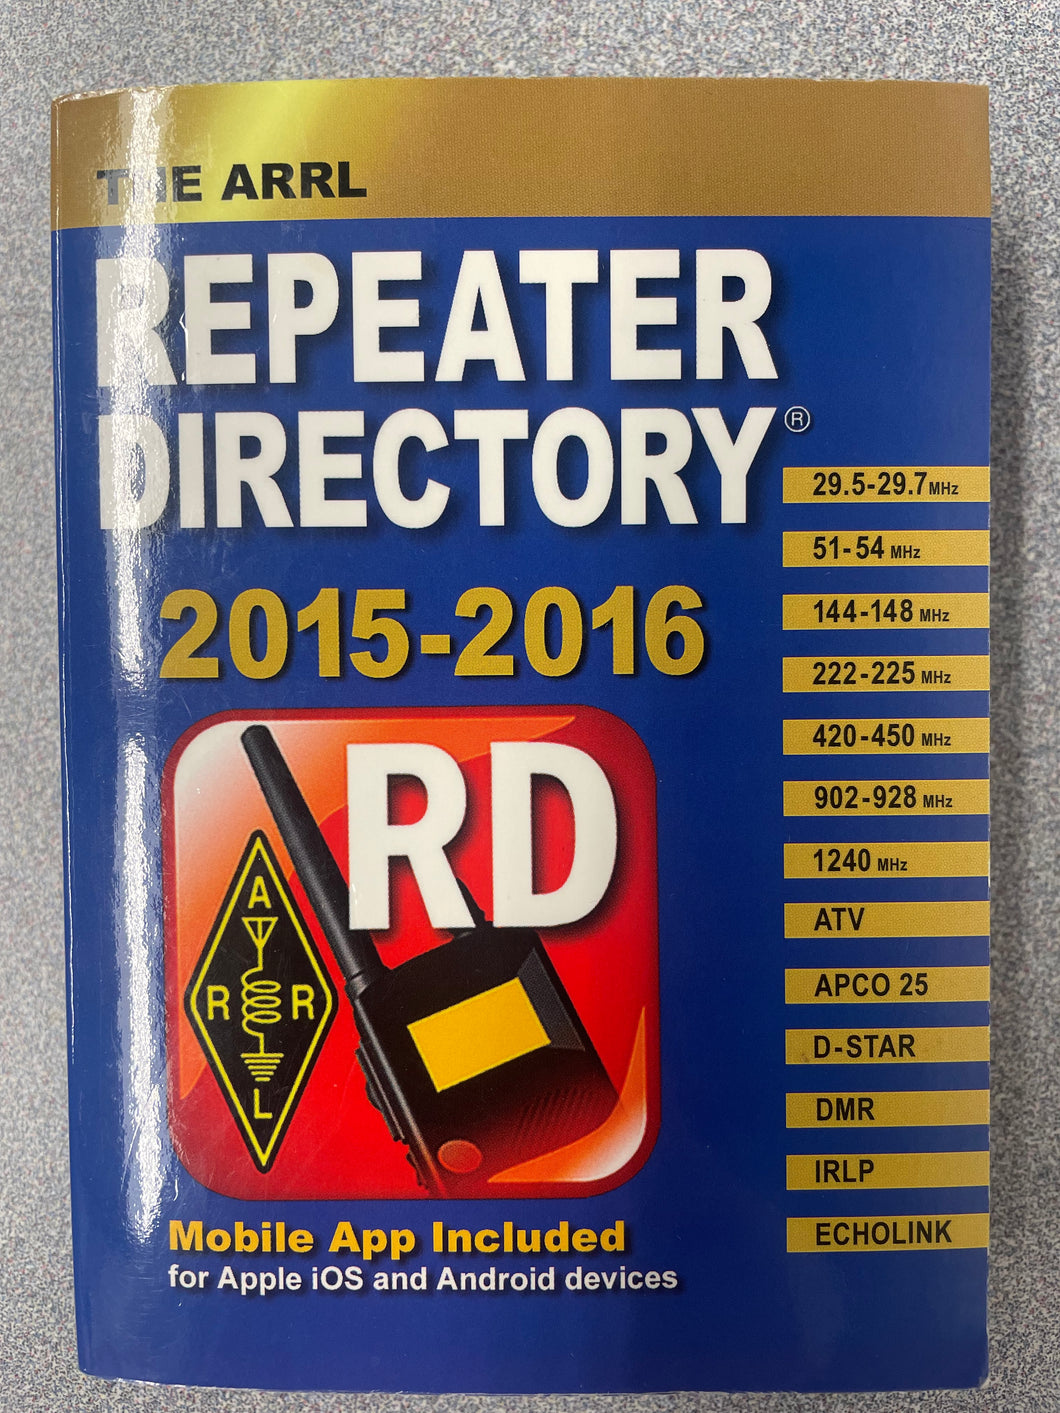 THE ARRL
REPEATER
DIRECTORY®
2015-2016
29.5-29.7 MHz
51-54 MHz
144-148 MHz
222-225 MHz
420-450 MHz
902-928 MHz
1240 MHz
ATV
APCO 25
D-STAR
DMR
IRLP
ECHOLINK
RD
A
R R
L
Mobile App Included
for Apple iOS and Android devices